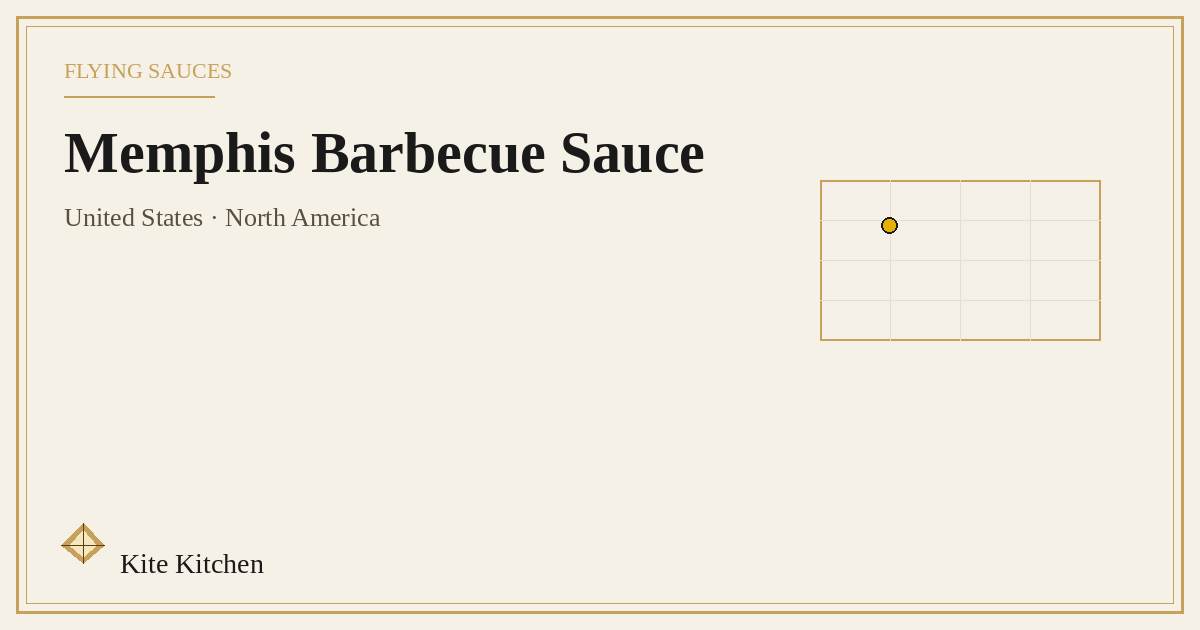 FLYING SAUCES
Memphis Barbecue Sauce
United States · North America
Kite Kitchen